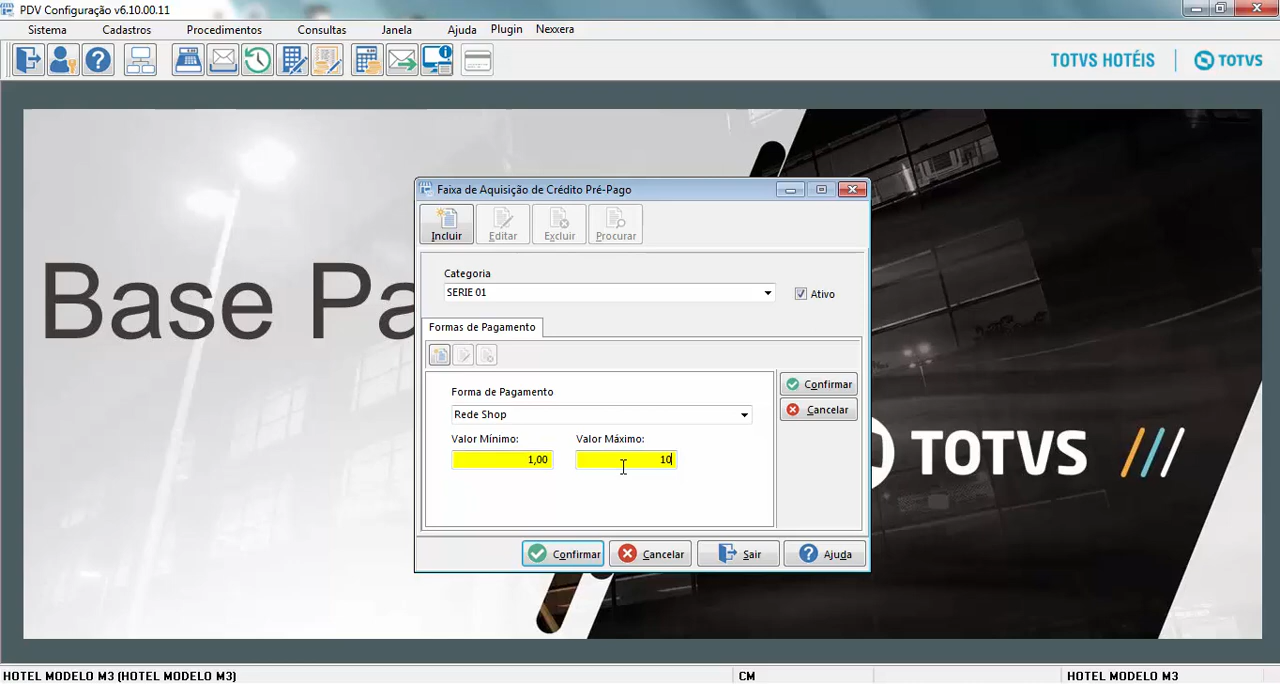 PDV Configuração v6.10.00.11
Sistema Cadastros Procedimentos Consultas Janela Ajuda Plugin Nexxera
TOTVS HOTÉIS TOTVS
Base Pa
Faixa de Aquisição de Crédito Pré-Pago
Incluir Editar Excluir Procurar
Categoria
SERIE 01 Ativo
Formas de Pagamento
Forma de Pagamento
Confirmar
Rede Shop
Cancelar
Valor Mínimo: Valor Máximo:
1,00 10
TOTVS
Confirmar Cancelar Sair Ajuda
HOTEL MODELO M3 (HOTEL MODELO M3) CM HOTEL MODELO M3